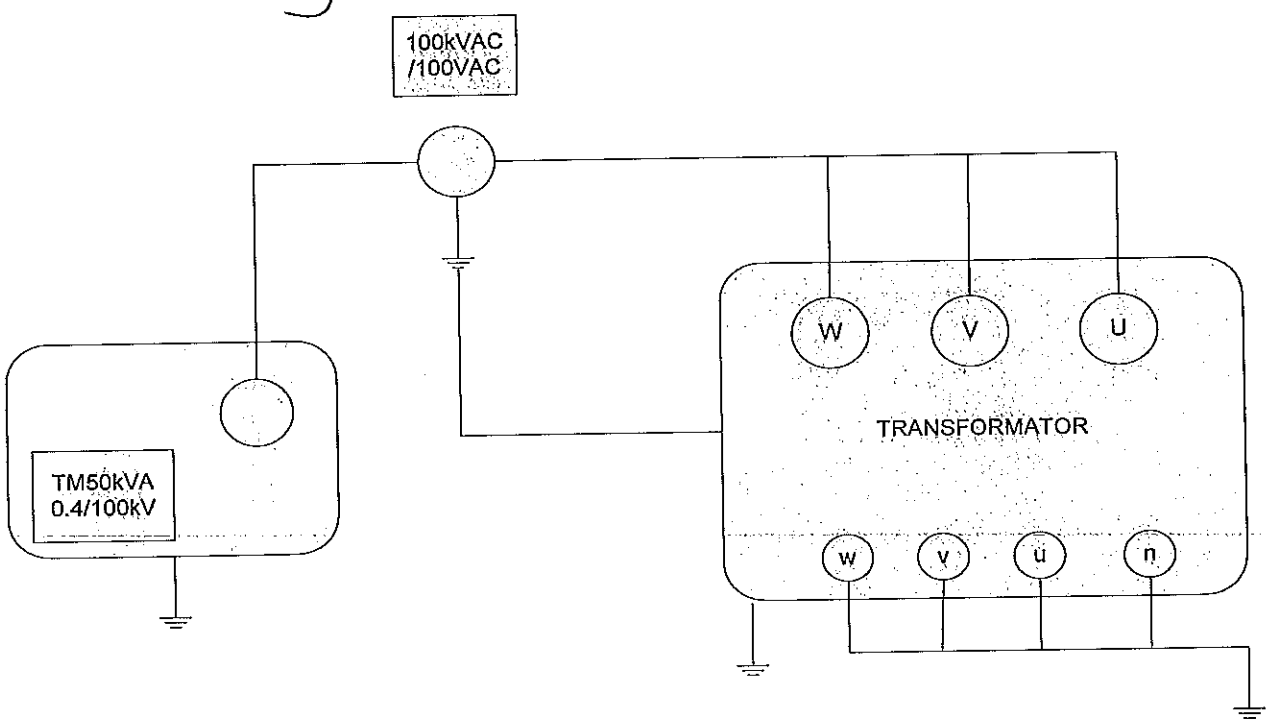 100kVAC
/100VAC
W
V
U
TRANSFORMATOR
TM50kVA
0.4/100kV
w
v
u
n